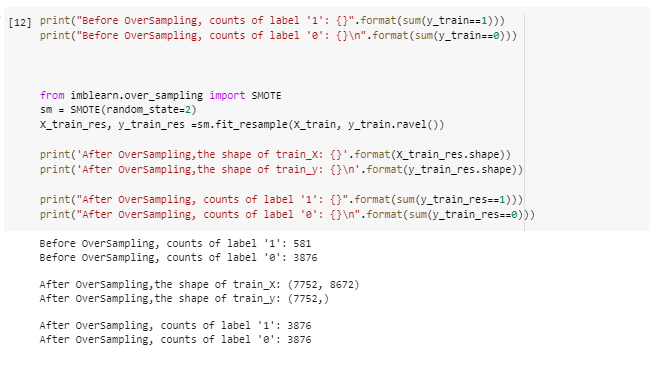 [12] print("Before OverSampling, counts of label '1': {}".format(sum(y_train==1)))
print("Before OverSampling, counts of label '0': {}\n".format(sum(y_train==0)))
from imblearn.over_sampling import SMOTE
sm = SMOTE(random_state=2)
X_train_res, y_train_res =sm.fit_resample(X_train, y_train.ravel())
print('After OverSampling,the shape of train_X: {}'.format(X_train_res.shape))
print('After OverSampling,the shape of train_y: {}\n'.format(y_train_res.shape))
print("After OverSampling, counts of label '1': {}".format(sum(y_train_res==1)))
print("After OverSampling, counts of label '0': {}\n".format(sum(y_train_res==0)))
Before OverSampling, counts of label '1': 581
Before OverSampling, counts of label '0': 3876
After OverSampling,the shape of train_X: (7752, 8672)
After OverSampling,the shape of train_y: (7752,)
After OverSampling, counts of label '1': 3876
After OverSampling, counts of label '0': 3876